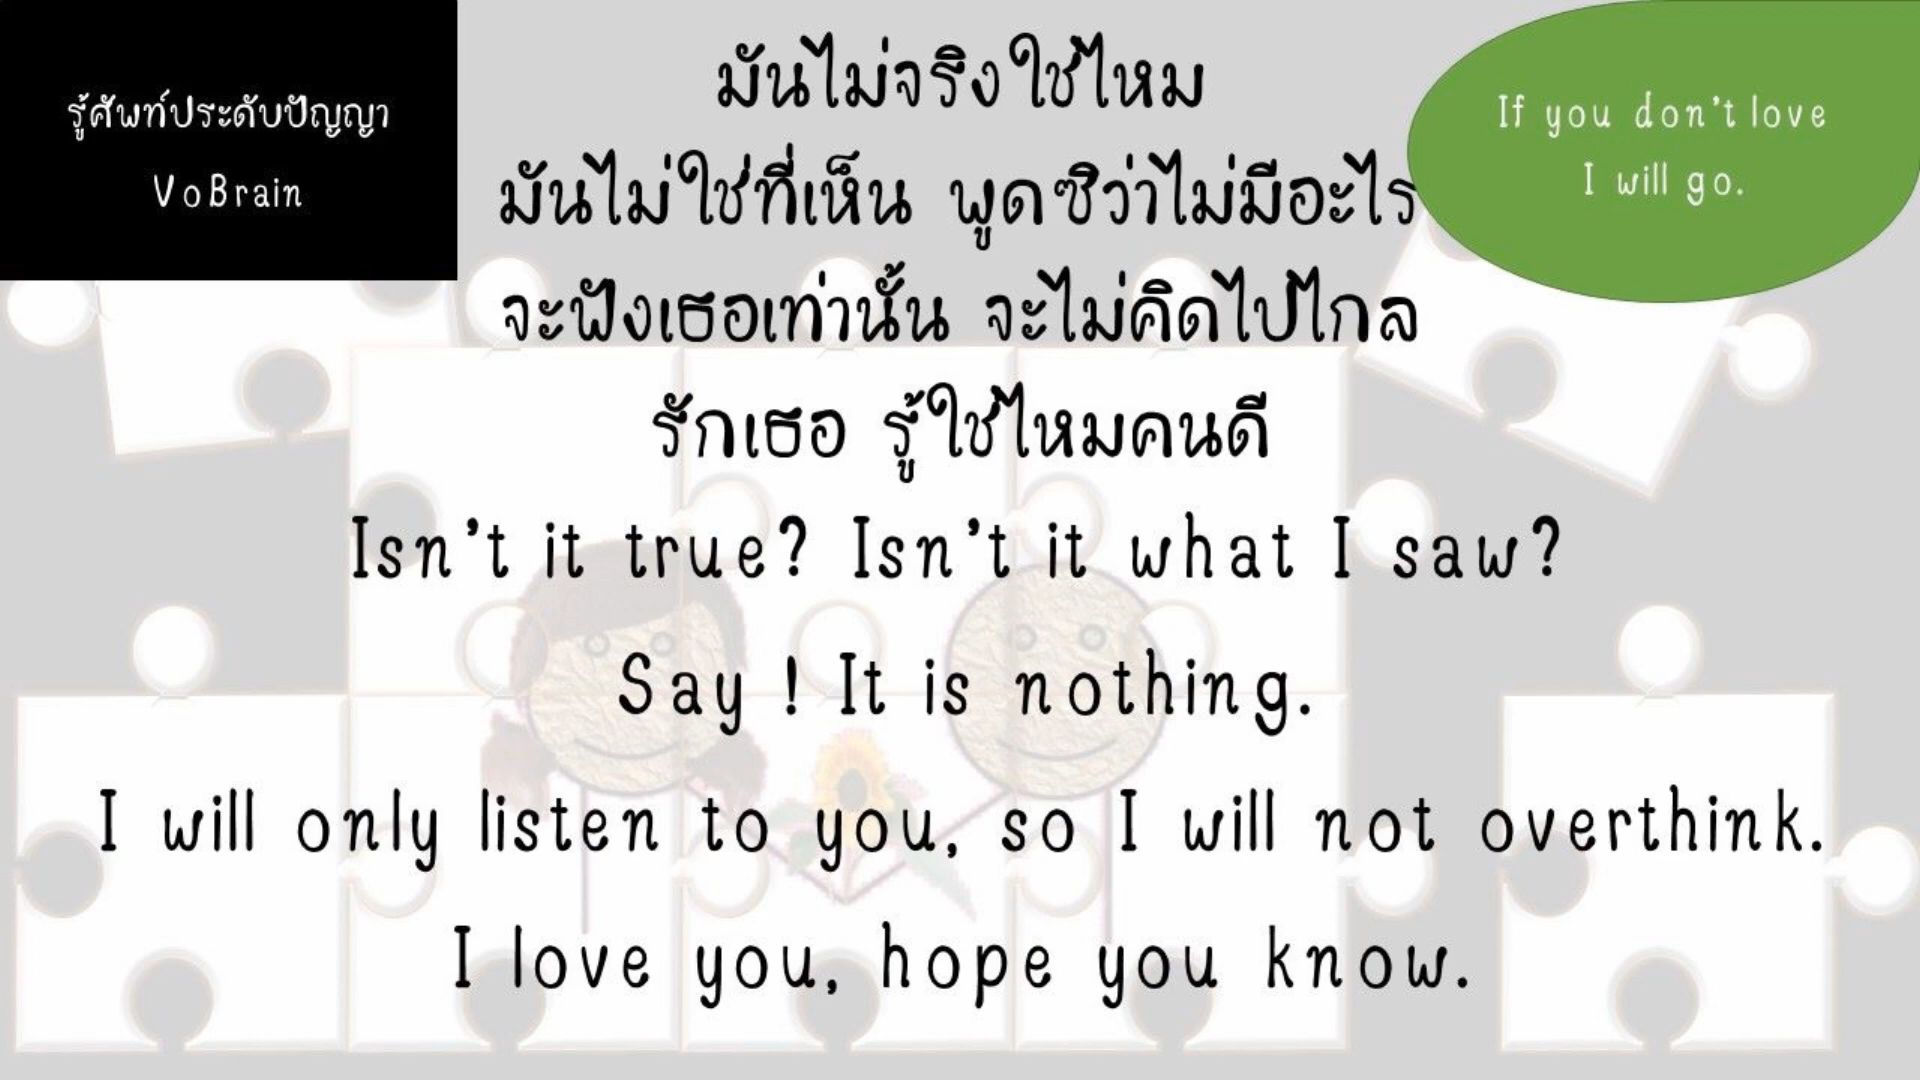 รู้ศัพท์ประดับปัญญา
VoBrain
มันไม่จริงใช่ไหม
มันไม่ใช่ที่เห็น พูดซิว่าไม่มีอะไร
จะฟังเธอเท่านั้น จะไม่คิดไปไกล
รักเธอ รู้ใช่ไหมคนดี
If you don't love
I will go.
Isn't it true? Isn't it what I saw?
Say ! It is nothing.
I will only listen to you, so I will not overthink.
I love you, hope you know.